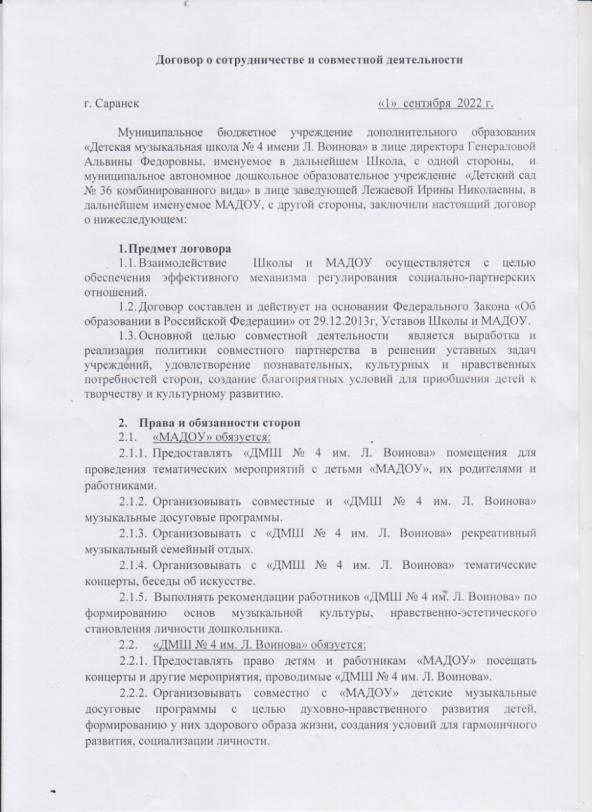 Договор о сотрудничестве и совместной деятельности
г. Саранск «1» сентября 2022 г.
Муниципальное бюджетное учреждение дополнительного образования
«Детская музыкальная школа № 4 имени Л. Воинова» в лице директора Генераловой
Альвины Федоровны, именуемое в дальнейшем Школа, с одной стороны, и
муниципальное автономное дошкольное образовательное учреждение «Детский сад
№ 36 комбинированного вида» в лице заведующей Лежаевой Ирины Николаевны, в
дальнейшем именуемое МАДОУ, с другой стороны, заключили настоящий договор
о нижеследующем:
1.Предмет договора
1.1.Взаимодействие Школы и МАДОУ осуществляется с целью
обеспечения эффективного механизма регулирования социально-партнерских
отношений.
1.2.Договор составлен и действует на основании Федерального Закона «Об
образовании в Российской Федерации» от 29.12.2013г, Уставов Школы и МАДОУ.
1.3.Основной целью совместной деятельности является выработка и
реализация политики совместного партнерства в решении уставных задач
учреждений, удовлетворение познавательных, культурных и нравственных
потребностей сторон, создание благоприятных условий для приобщения детей к
творчеству и культурному развитию.
2. Права и обязанности сторон
2.1. «МАДОУ» обязуется:
2.1.1. Предоставлять «ДМШ № 4 им. Л. Воинова» помещения для
проведения тематических мероприятий с детьми «МАДОУ», их родителями и
работниками.
2.1.2. Организовывать совместные и «ДМШ № 4 им. Л. Воинова»
музыкальные досуговые программы.
2.1.3. Организовывать с «ДМШ № 4 им. Л. Воинова» рекреативный
музыкальный семейный отдых.
2.1.4. Организовывать с «ДМШ № 4 им. Л. Воинова» тематические
концерты, беседы об искусстве.
2.1.5. Выполнять рекомендации работников «ДМШ № 4 им. Л. Воинова» по
формированию основ музыкальной культуры, нравственно-эстетического
становления личности дошкольника.
2.2. «ДМШ № 4 им. Л. Воинова» обязуется:
2.2.1. Предоставлять право детям и работникам «МАДОУ» посещать
концерты и другие мероприятия, проводимые «ДМШ № 4 им. Л. Воинова».
2.2.2. Организовывать совместно с «МАДОУ» детские музыкальные
досуговые программы с целью духовно-нравственного развития детей,
формированию у них здорового образа жизни, создания условий для гармоничного
развития, социализации личности.